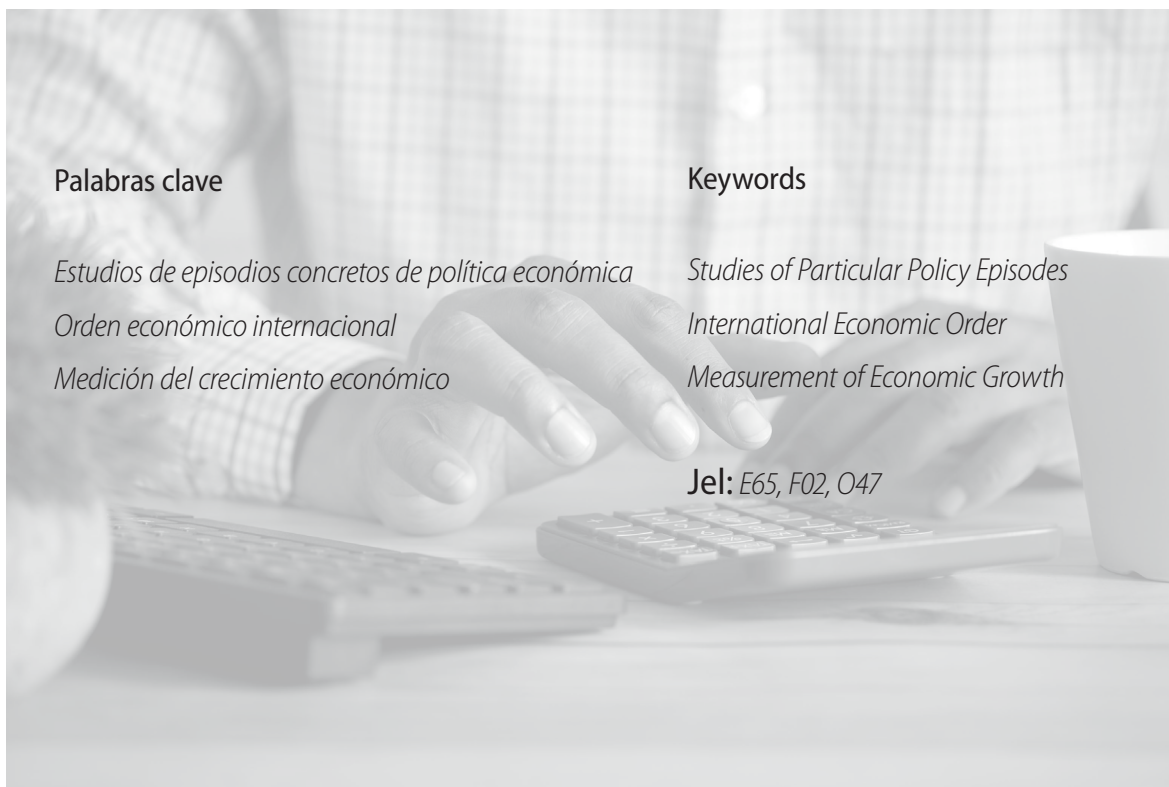 Palabras clave
Estudios de episodios concretos de política económica
Orden económico internacional
Medición del crecimiento económico
Keywords
Studies of Particular Policy Episodes
International Economic Order
Measurement of Economic Growth
Jel: E65, F02, O47